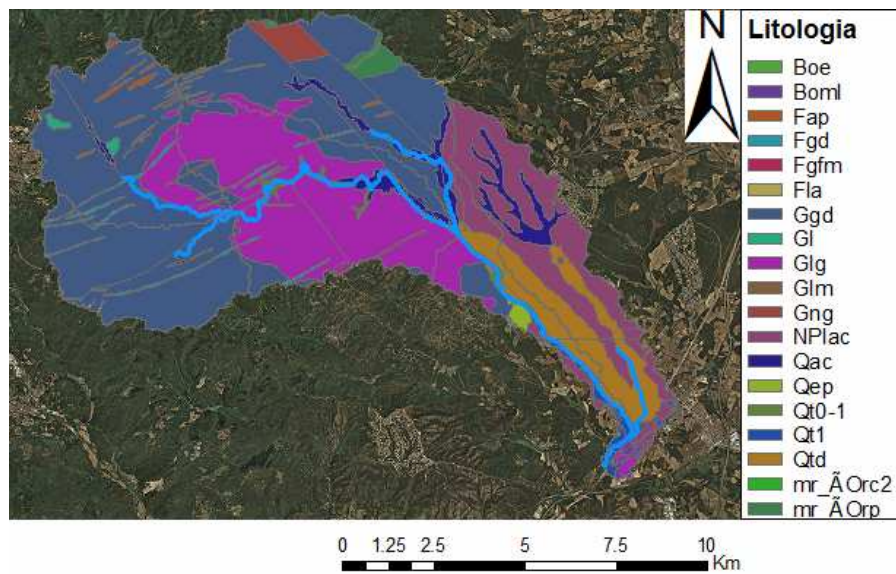 N
Litologia
Boe
Boml
Fap
Fgd
Fgfm
Fla
Ggd
Gl
Glg
Glm
Gng
NPlac
Qac
Qep
Qt0-1
Qt1
Qtd
mr_ÃOrc2
mr_ÃOrp
0 1.25 2.5 5 7.5 10
Km